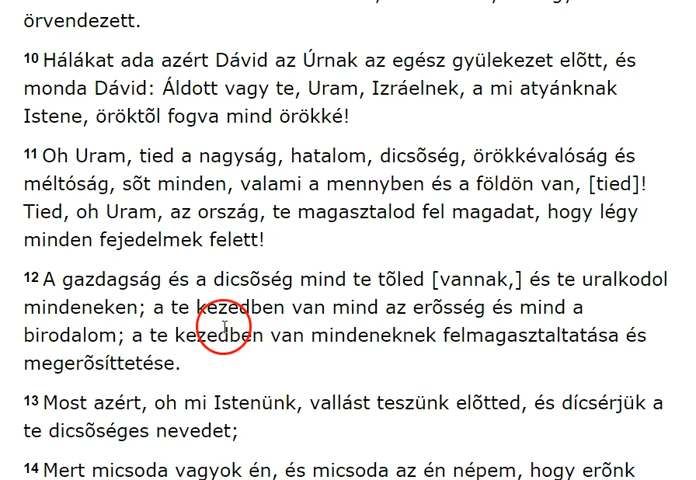 örvendezett.
10 Hálákat ada azért Dávid az Úrnak az egész gyülekezet elõtt, és
monda Dávid: Áldott vagy te, Uram, Izráelnek, a mi atyánknak
Istene, öröktõl fogva mind örökké!
11 Oh Uram, tied a nagyság, hatalom, dicsõség, örökkévalóság és
méltóság, sõt minden, valami a mennyben és a földön van, [tied]!
Tied, oh Uram, az ország, te magasztalod fel magadat, hogy légy
minden fejedelmek felett!
12 A gazdagság és a dicsõség mind te tõled [vannak,] és te uralkodol
mindeneken; a te kezedben van mind az erõsség és mind a
birodalom; a te kezedben van mindeneknek felmagasztaltatása és
megerõsíttetése.
13 Most azért, oh mi Istenünk, vallást teszünk elõtted, és dícsérjük a
te dicsõséges nevedet;
14 Mert micsoda vagyok én, és micsoda az én népem, hogy erõnk